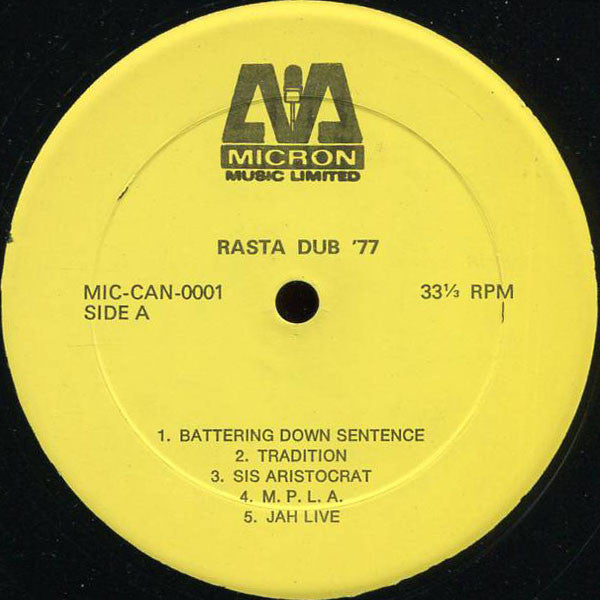 MICRON
MUSIC LIMITED
RASTA DUB '77
MIC-CAN-0001
33⅓ RPM
SIDE A
1. BATTERING DOWN SENTENCE
2. TRADITION
3. SIS ARISTOCRAT
4. M. P. L. A.
5. JAH LIVE